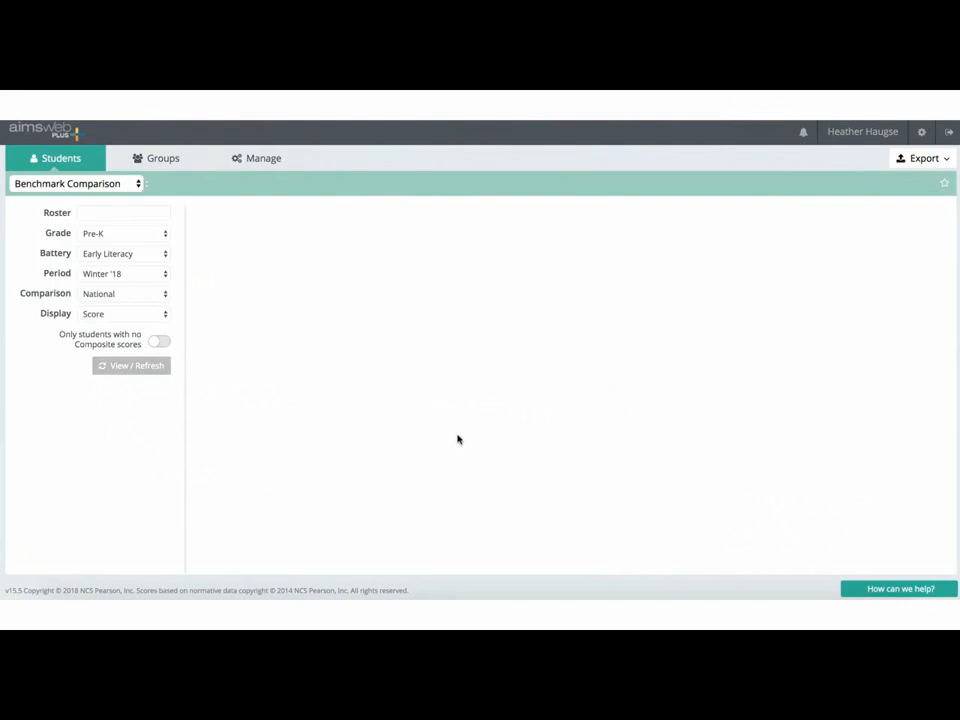 aimsweb PLUS
Heather Haugse
Students Groups Manage Export
Benchmark Comparison :
Roster
Grade Pre-K
Battery Early Literacy
Period Winter '18
Comparison National
Display Score
Only students with no
Composite scores
View / Refresh
v15.5 Copyright © 2018 NCS Pearson, Inc. Scores based on normative data copyright © 2014 NCS Pearson, Inc. All rights reserved.
How can we help?